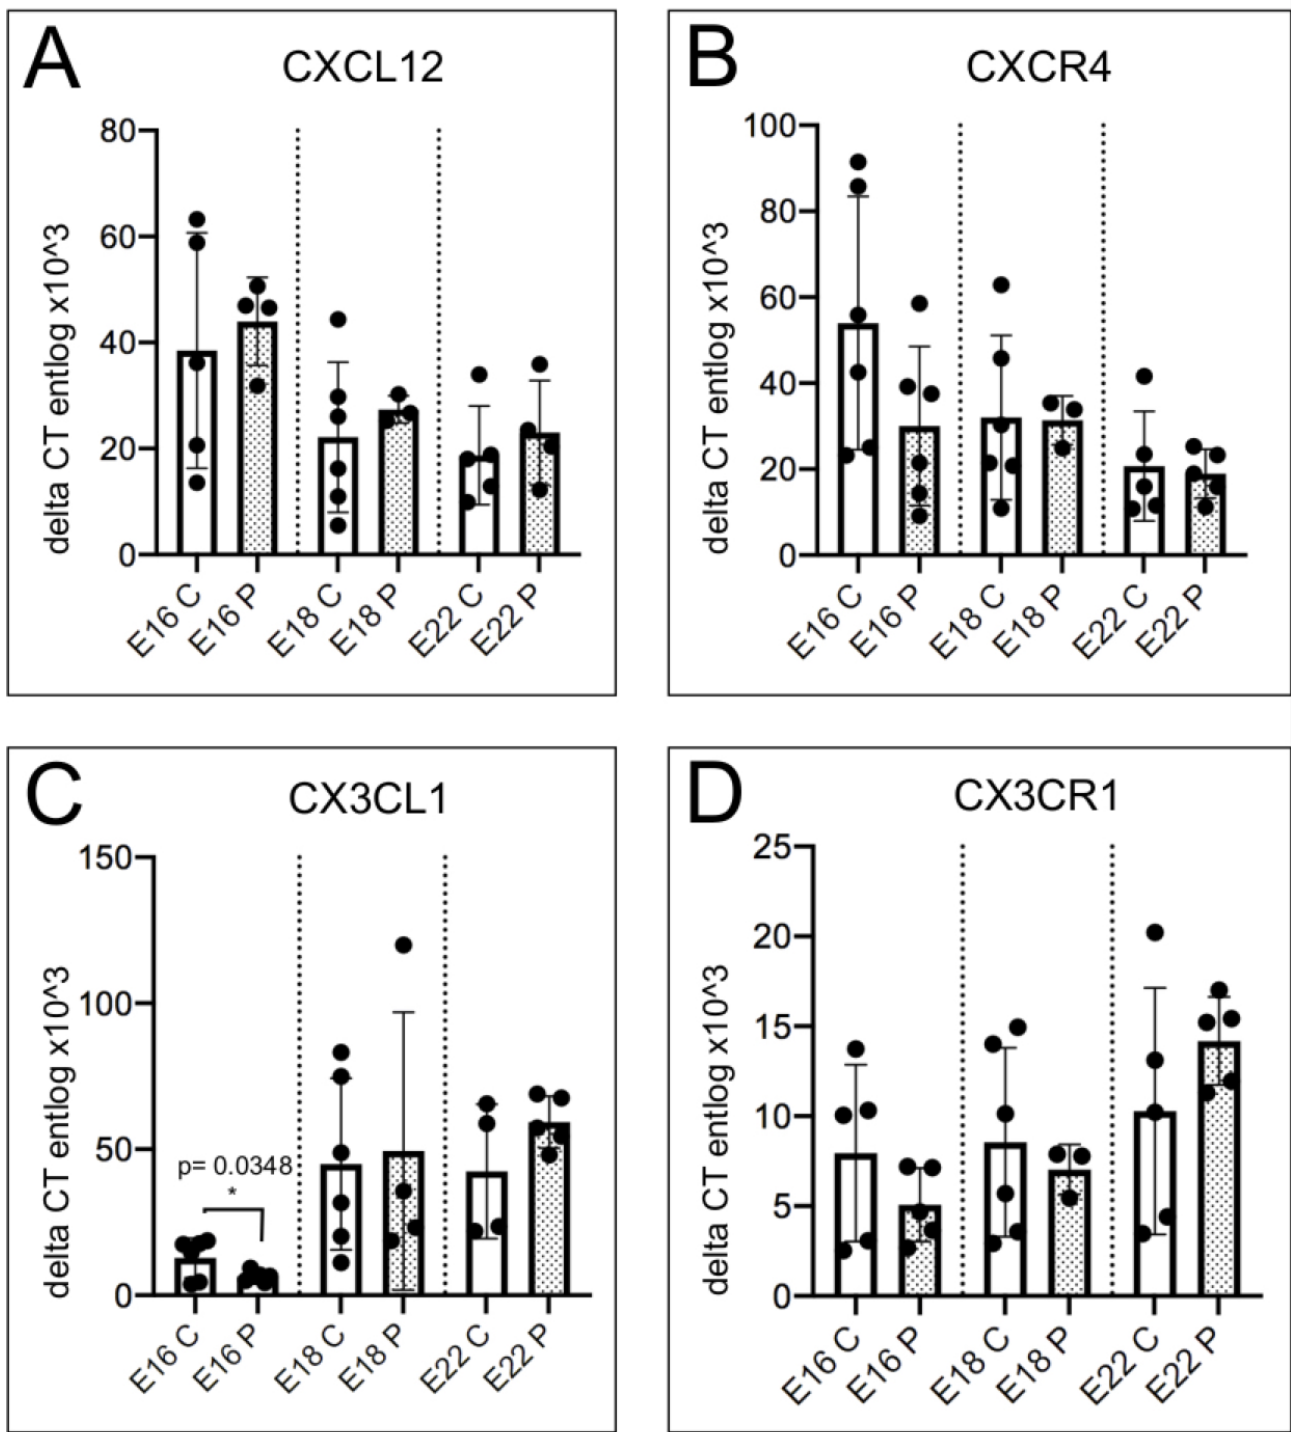 A
CXCL12
delta CT entlog x10^3
80
60
40
20
0
E16 C
E16 P
E18 C
E18 P
E22 C
E22 P
B
CXCR4
delta CT entlog x10^3
100
80
60
40
20
0
E16 C
E16 P
E18 C
E18 P
E22 C
E22 P
C
CX3CL1
delta CT entlog x10^3
150
100
50
0
p= 0.0348
*
E16 C
E16 P
E18 C
E18 P
E22 C
E22 P
D
CX3CR1
delta CT entlog x10^3
25
20
15
10
5
0
E16 C
E16 P
E18 C
E18 P
E22 C
E22 P